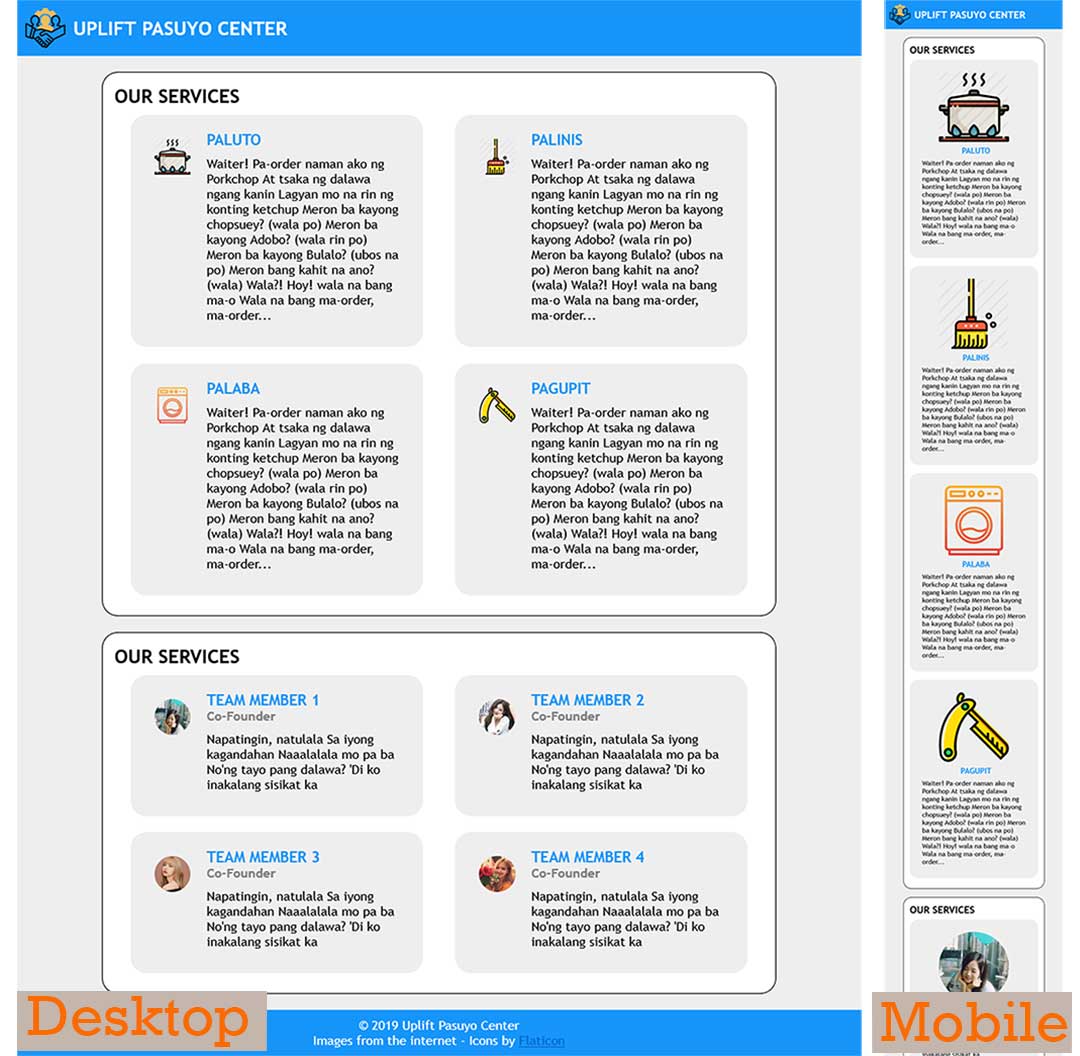 UPLIFT PASUYO CENTER
OUR SERVICES
PALUTO
Waiter! Pa-order naman ako ng
Porkchop At tsaka ng dalawa
ngang kanin Lagyan mo na rin ng
konting ketchup Meron ba kayong
chopsuey? (wala po) Meron ba
kayong Adobo? (wala rin po)
Meron ba kayong Bulalo? (ubos na
po) Meron bang kahit na ano?
(wala) Wala?! Hoy! wala na bang
ma-o Wala na bang ma-order,
ma-order...
PALINIS
Waiter! Pa-order naman ako ng
Porkchop At tsaka ng dalawa
ngang kanin Lagyan mo na rin ng
konting ketchup Meron ba kayong
chopsuey? (wala po) Meron ba
kayong Adobo? (wala rin po)
Meron ba kayong Bulalo? (ubos na
po) Meron bang kahit na ano?
(wala) Wala?! Hoy! wala na bang
ma-o Wala na bang ma-order,
ma-order...
PALABA
Waiter! Pa-order naman ako ng
Porkchop At tsaka ng dalawa
ngang kanin Lagyan mo na rin ng
konting ketchup Meron ba kayong
chopsuey? (wala po) Meron ba
kayong Adobo? (wala rin po)
Meron ba kayong Bulalo? (ubos na
po) Meron bang kahit na ano?
(wala) Wala?! Hoy! wala na bang
ma-o Wala na bang ma-order,
ma-order...
PAGUPIT
Waiter! Pa-order naman ako ng
Porkchop At tsaka ng dalawa
ngang kanin Lagyan mo na rin ng
konting ketchup Meron ba kayong
chopsuey? (wala po) Meron ba
kayong Adobo? (wala rin po)
Meron ba kayong Bulalo? (ubos na
po) Meron bang kahit na ano?
(wala) Wala?! Hoy! wala na bang
ma-o Wala na bang ma-order,
ma-order...
OUR SERVICES
TEAM MEMBER 1
Co-Founder
Napatingin, natulala Sa iyong
kagandahan Naaalalala mo pa ba
No'ng tayo pang dalawa? 'Di ko
inakalang sisikat ka
TEAM MEMBER 2
Co-Founder
Napatingin, natulala Sa iyong
kagandahan Naaalalala mo pa ba
No'ng tayo pang dalawa? 'Di ko
inakalang sisikat ka
TEAM MEMBER 3
Co-Founder
Napatingin, natulala Sa iyong
kagandahan Naaalalala mo pa ba
No'ng tayo pang dalawa? 'Di ko
inakalang sisikat ka
TEAM MEMBER 4
Co-Founder
Napatingin, natulala Sa iyong
kagandahan Naaalalala mo pa ba
No'ng tayo pang dalawa? 'Di ko
inakalang sisikat ka
© 2019 Uplift Pasuyo Center
Images from the internet - Icons by Flaticon
Desktop
UPLIFT PASUYO CENTER
OUR SERVICES
PALUTO
Waiter! Pa-order naman ako ng
Porkchop At tsaka ng dalawa
ngang kanin Lagyan mo na rin ng
konting ketchup Meron ba kayong
chopsuey? (wala po) Meron ba
kayong Adobo? (wala rin po) Meron
ba kayong Bulalo? (ubos na po)
Meron bang kahit na ano? (wala)
Wala?! Hoy! wala na bang ma-o
Wala na bang ma-order, ma-
order...
PALINIS
Waiter! Pa-order naman ako ng
Porkchop At tsaka ng dalawa
ngang kanin Lagyan mo na rin ng
konting ketchup Meron ba kayong
chopsuey? (wala po) Meron ba
kayong Adobo? (wala rin po) Meron
ba kayong Bulalo? (ubos na po)
Meron bang kahit na ano? (wala)
Wala?! Hoy! wala na bang ma-o
Wala na bang ma-order, ma-
order...
PALABA
Waiter! Pa-order naman ako ng
Porkchop At tsaka ng dalawa
ngang kanin Lagyan mo na rin ng
konting ketchup Meron ba kayong
chopsuey? (wala po) Meron ba
kayong Adobo? (wala rin po) Meron
ba kayong Bulalo? (ubos na po)
Meron bang kahit na ano? (wala)
Wala?! Hoy! wala na bang ma-o
Wala na bang ma-order, ma-
order...
PAGUPIT
Waiter! Pa-order naman ako ng
Porkchop At tsaka ng dalawa
ngang kanin Lagyan mo na rin ng
konting ketchup Meron ba kayong
chopsuey? (wala po) Meron ba
kayong Adobo? (wala rin po) Meron
ba kayong Bulalo? (ubos na po)
Meron bang kahit na ano? (wala)
Wala?! Hoy! wala na bang ma-o
Wala na bang ma-order, ma-
order...
OUR SERVICES
Mobile